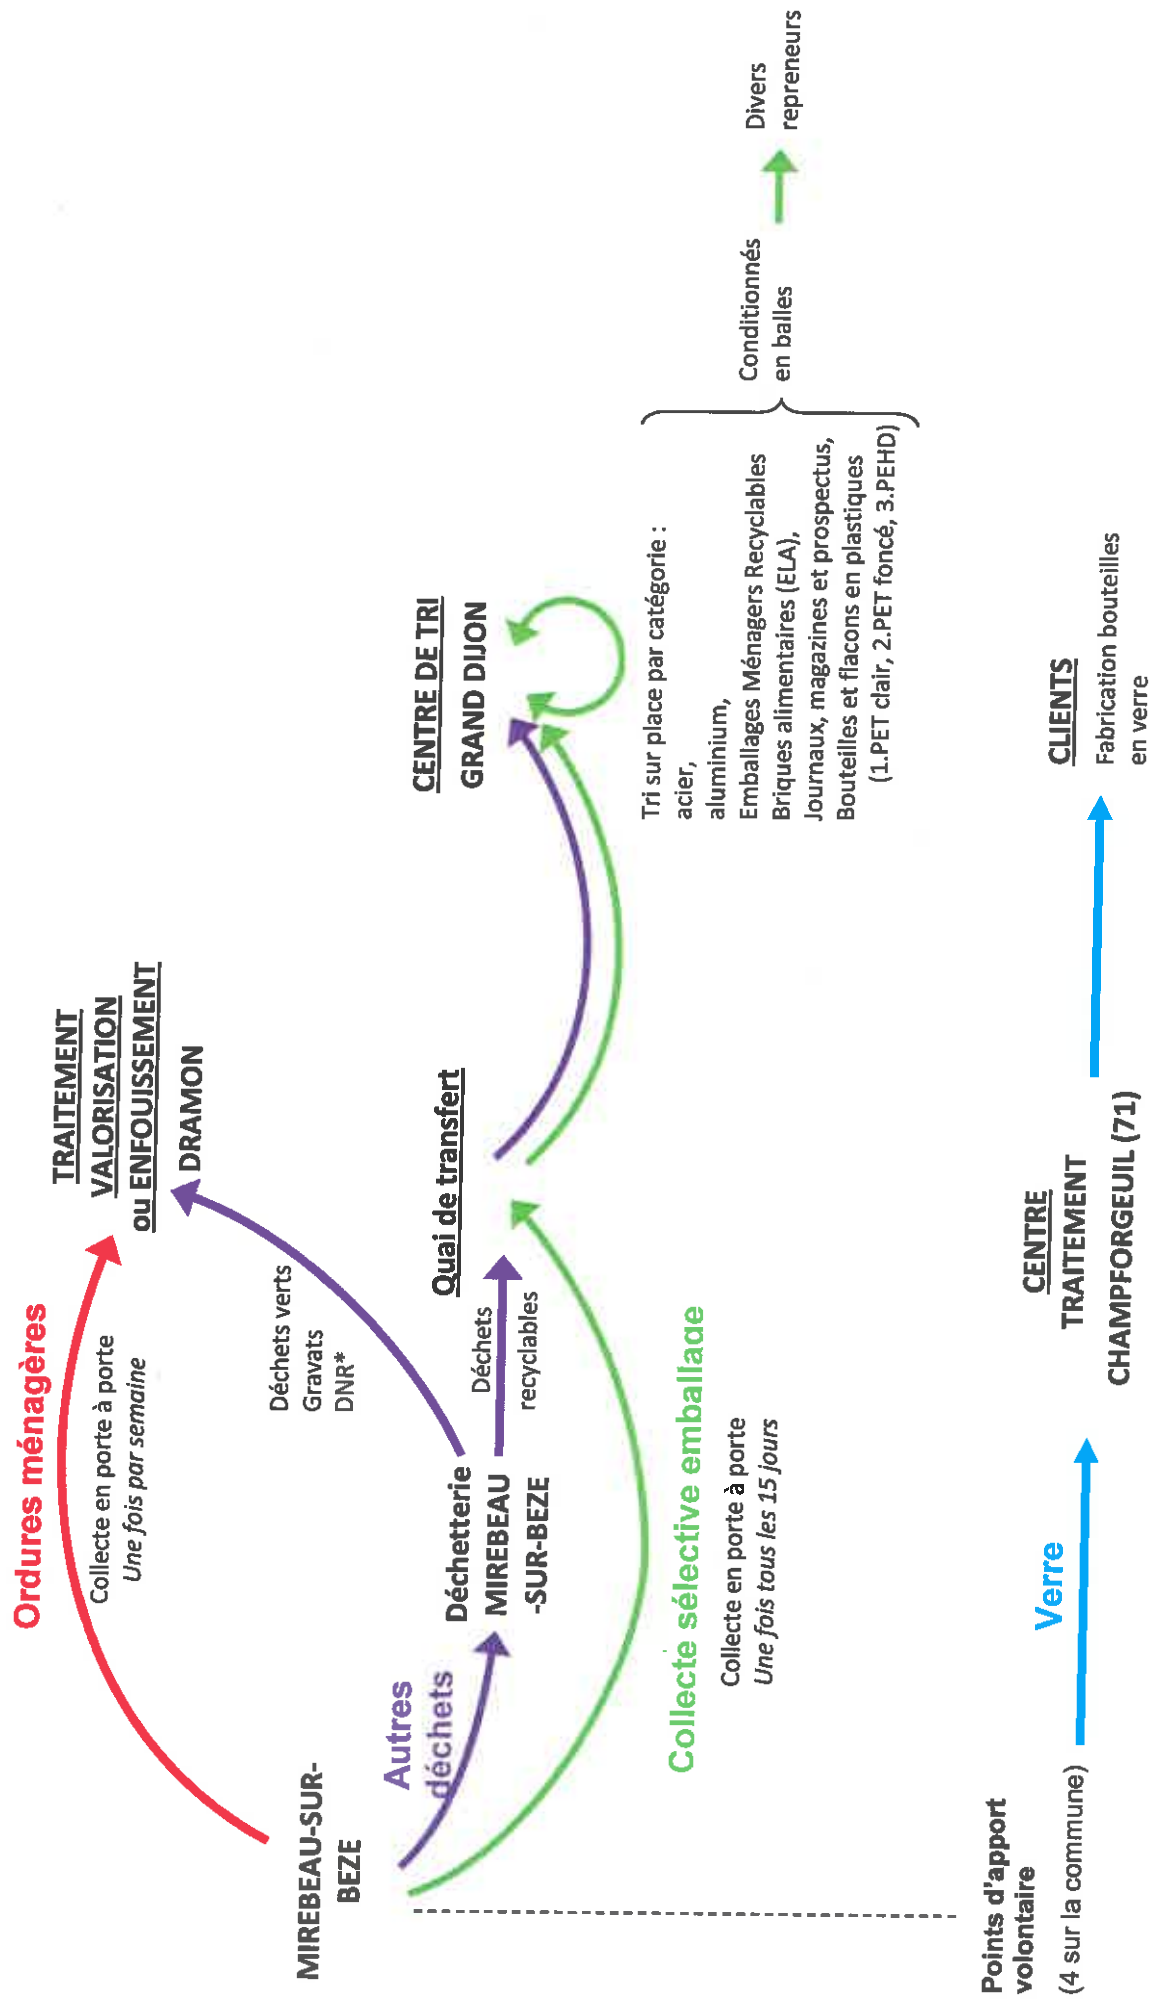 Ordures ménagères
Collecte en porte à porte
Une fois par semaine
TRAITEMENT
VALORISATION
ou ENFOUISSEMENT
DRAMON
MIREBEAU-SUR-
BEZE
Déchets verts
Gravats
DNR*
Autres
déchets
Déchetterie
MIREBEAU
-SUR-BEZE
Déchets
recyclables
Quai de transfert
CENTRE DE TRI
GRAND DIJON
Collecte sélective emballage
Collecte en porte à porte
Une fois tous les 15 jours
Tri sur place par catégorie :
acier,
aluminium,
Emballages Ménagers Recyclables
Briques alimentaires (ELA),
Journaux, magazines et prospectus,
Bouteilles et flacons en plastiques
(1.PET clair, 2.PET foncé, 3.PEHD)
Conditionnés
en balles
Divers
repreneurs
Points d'apport
volontaire
(4 sur la commune)
Verre
CENTRE
TRAITEMENT
CHAMPFORGEUIL (71)
CLIENTS
Fabrication bouteilles
en verre